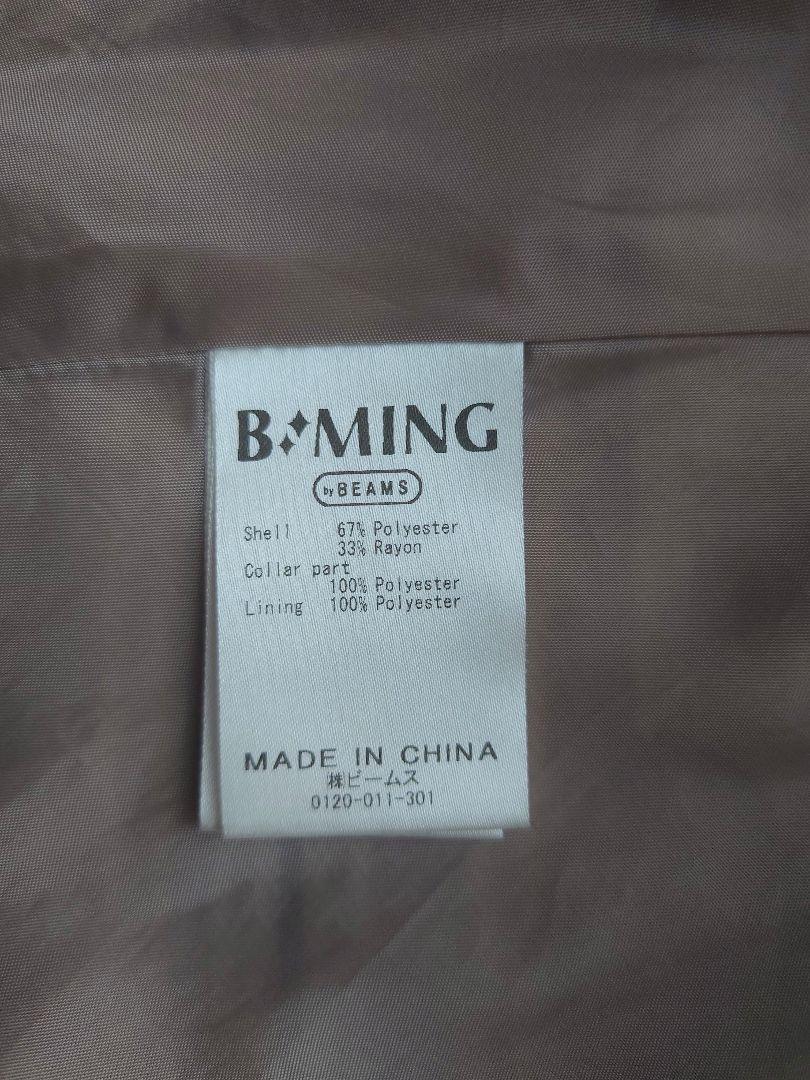 B MING
by BEAMS
Shell 67% Polyester
33% Rayon
Collar part
100% Polyester
Lining 100% Polyester
MADE IN CHINA
㈱ビームス
0120-011-301